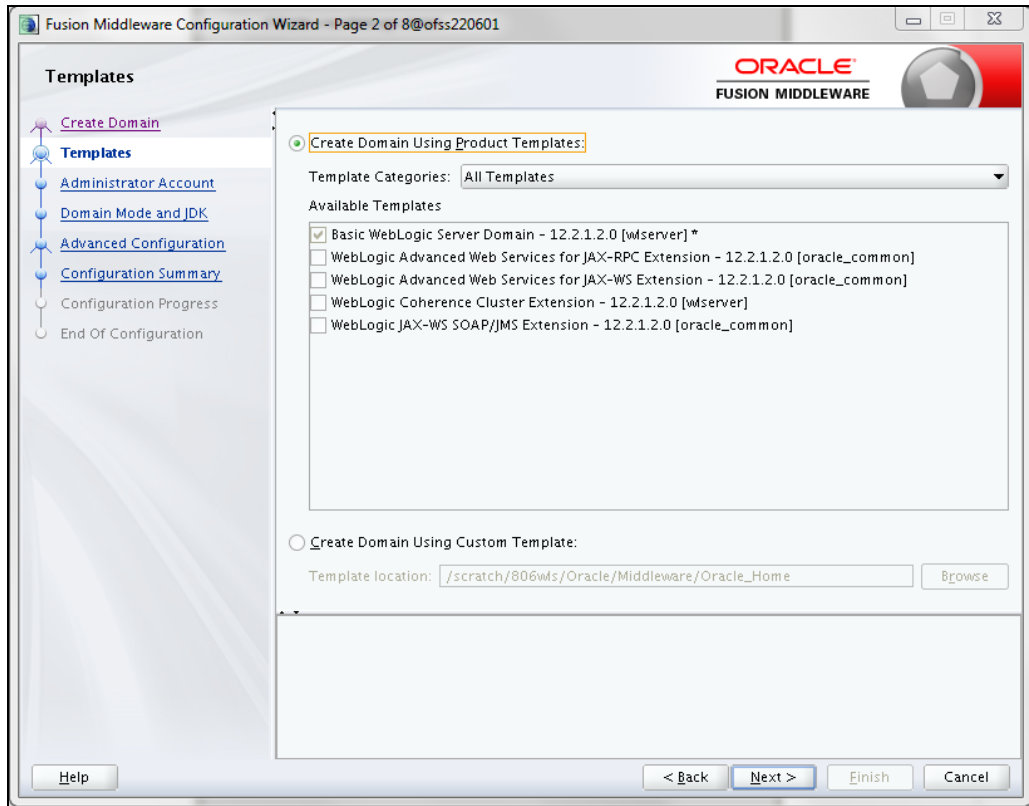 Fusion Middleware Configuration Wizard - Page 2 of 8@ofss220601
Templates
ORACLE
FUSION MIDDLEWARE
Create Domain
Templates
Administrator Account
Domain Mode and JDK
Advanced Configuration
Configuration Summary
Configuration Progress
End Of Configuration
Create Domain Using Product Templates:
Template Categories: All Templates
Available Templates
Basic WebLogic Server Domain - 12.2.1.2.0 [wlserver] *
WebLogic Advanced Web Services for JAX-RPC Extension - 12.2.1.2.0 [oracle_common]
WebLogic Advanced Web Services for JAX-WS Extension - 12.2.1.2.0 [oracle_common]
WebLogic Coherence Cluster Extension - 12.2.1.2.0 [wlserver]
WebLogic JAX-WS SOAP/JMS Extension - 12.2.1.2.0 [oracle_common]
Create Domain Using Custom Template:
Template location: /scratch/806wls/Oracle/Middleware/Oracle_Home Browse
Help < Back Next > Finish Cancel